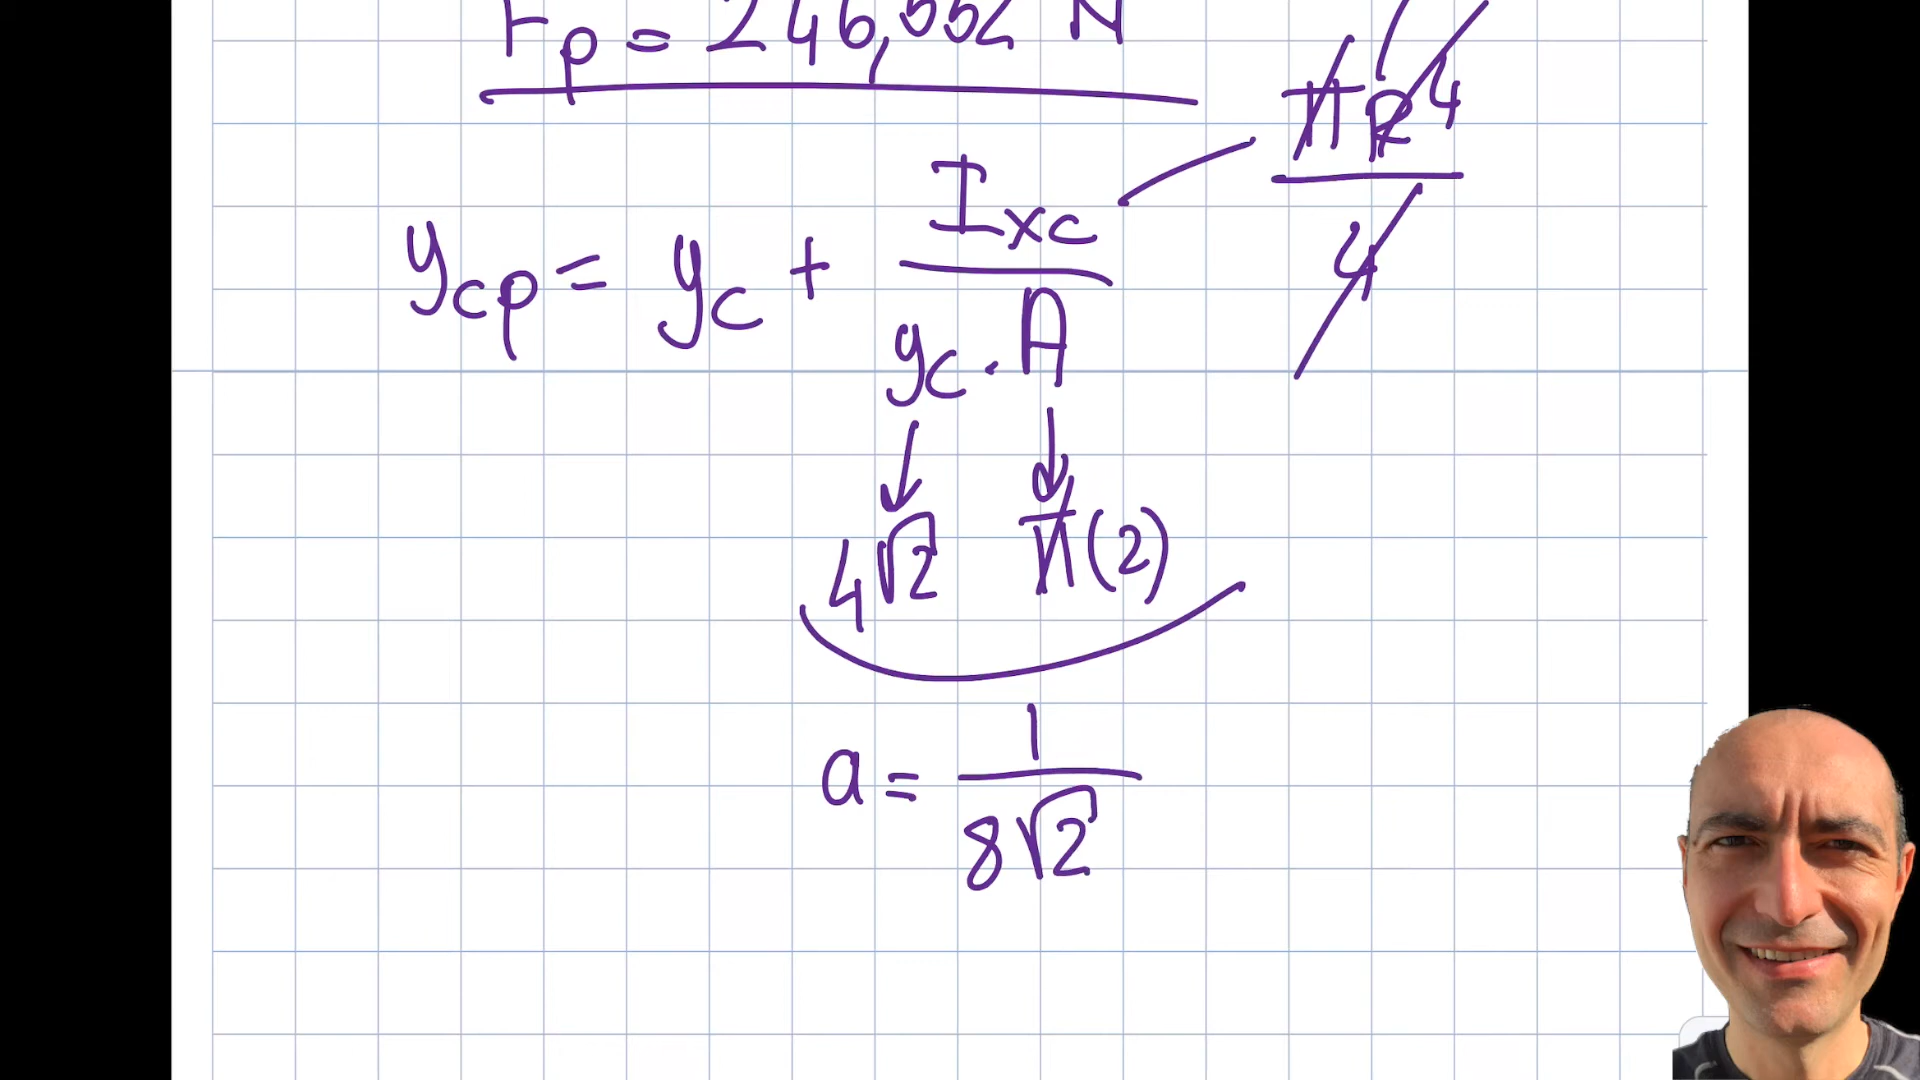 Fp = 246,552 N
ΠR⁴
4
ycp = yc + Ixc
yc · A
4√2 Π(2)
a = 1
8√2